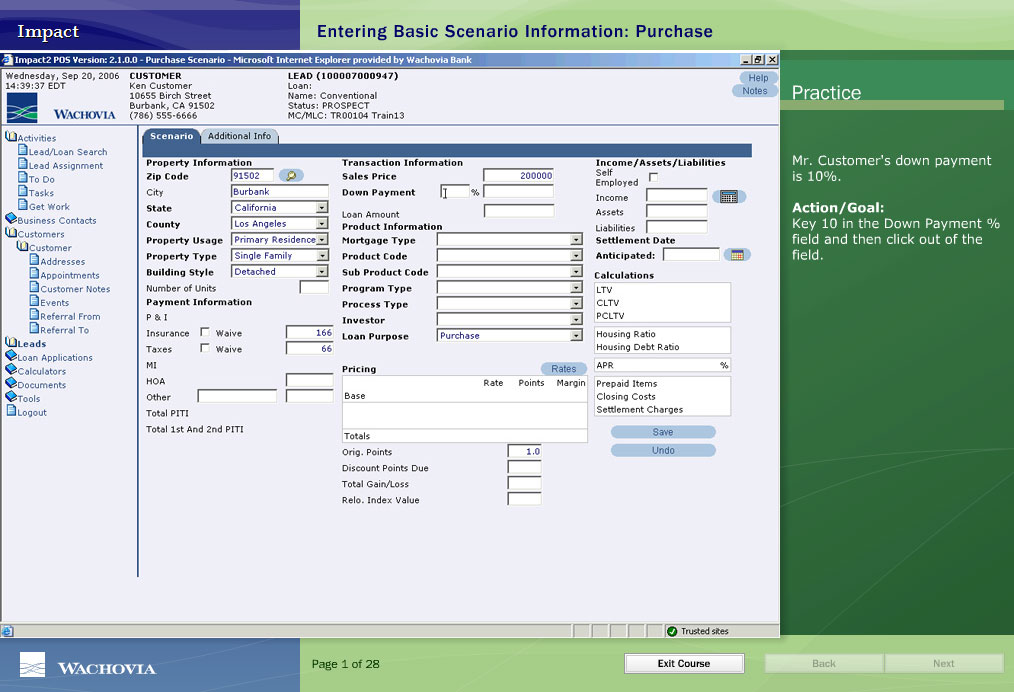 Impact
Entering Basic Scenario Information: Purchase
Impact2 POS Version: 2.1.0.0 - Purchase Scenario - Microsoft Internet Explorer provided by Wachovia Bank
Wednesday, Sep 20, 2006
14:39:37 EDT
WACHOVIA
CUSTOMER
Ken Customer
10655 Birch Street
Burbank, CA 91502
(786) 555-6666
LEAD (100007000947)
Loan:
Name: Conventional
Status: PROSPECT
MC/MLC: TR00104 Train13
Help
Notes
Activities
Lead/Loan Search
Lead Assignment
To Do
Tasks
Get Work
Business Contacts
Customers
Customer
Addresses
Appointments
Customer Notes
Events
Referral From
Referral To
Leads
Loan Applications
Calculators
Documents
Tools
Logout
Scenario
Additional Info
Property Information
Zip Code 91502
City Burbank
State California
County Los Angeles
Property Usage Primary Residence
Property Type Single Family
Building Style Detached
Number of Units
Payment Information
P & I
Insurance Waive 166
Taxes Waive 66
MI
HOA
Other
Total PITI
Total 1st And 2nd PITI
Transaction Information
Sales Price 200000
Down Payment %
Loan Amount
Product Information
Mortgage Type
Product Code
Sub Product Code
Program Type
Process Type
Investor
Loan Purpose Purchase
Pricing Rates
Rate Points Margin
Base
Totals
Orig. Points 1.0
Discount Points Due
Total Gain/Loss
Relo. Index Value
Income/Assets/Liabilities
Self
Employed
Income
Assets
Liabilities
Settlement Date
Anticipated:
Calculations
LTV
CLTV
PCLTV
Housing Ratio
Housing Debt Ratio
APR %
Prepaid Items
Closing Costs
Settlement Charges
Save
Undo
Trusted sites
Practice
Mr. Customer's down payment
is 10%.
Action/Goal:
Key 10 in the Down Payment %
field and then click out of the
field.
WACHOVIA
Page 1 of 28
Exit Course
Back
Next